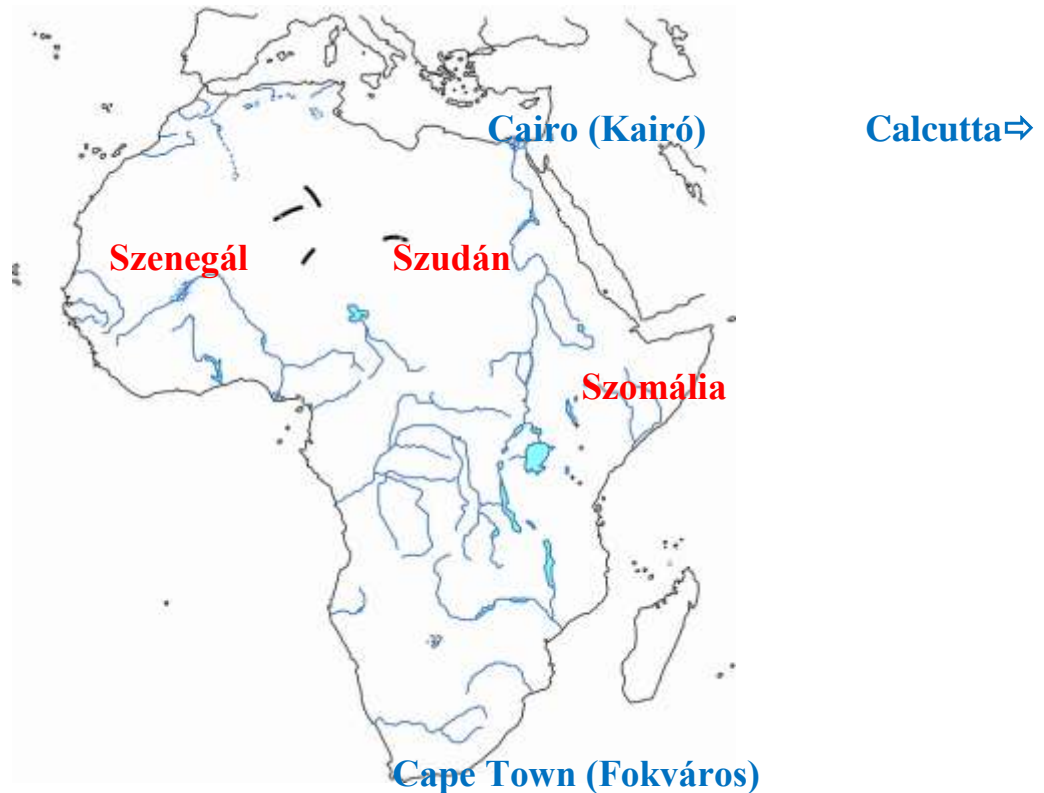 Cairo (Kairó) Calcutta⇨
Szenegál Szudán
Szomália
Cape Town (Fokváros)